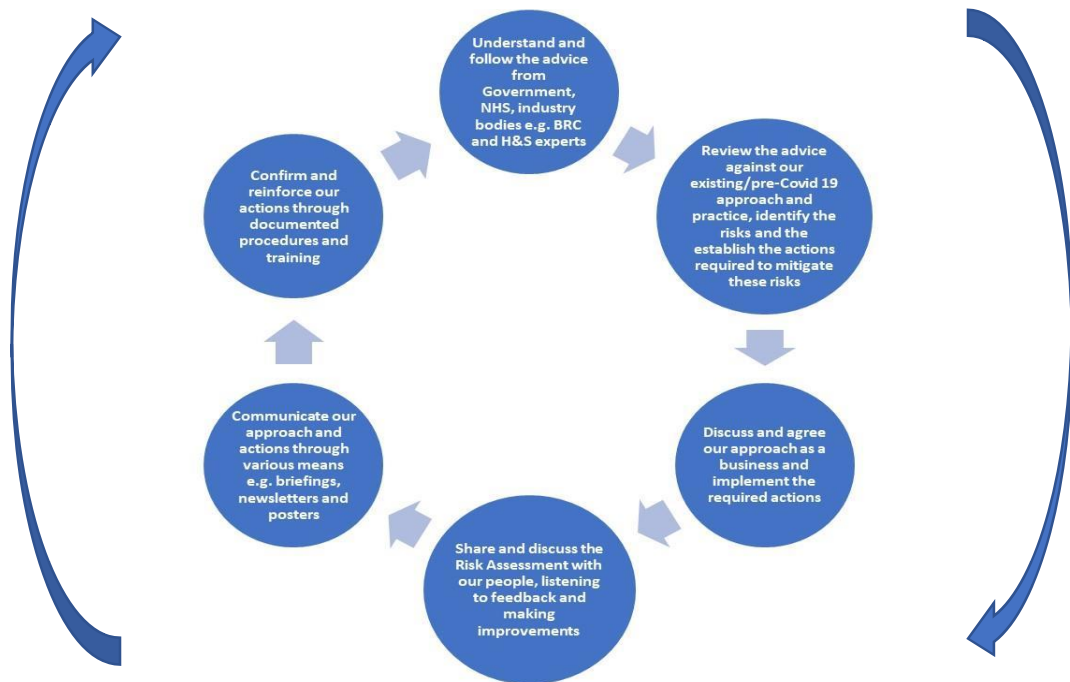 Understand and
follow the advice
from
Government,
NHS, industry
bodies e.g. BRC
and H&S experts
Review the advice
against our
existing/pre-Covid 19
approach and
practice, identify the
risks and the
establish the actions
required to mitigate
these risks
Discuss and agree
our approach as a
business and
implement the
required actions
Share and discuss the
Risk Assessment with
our people, listening
to feedback and
making
improvements
Communicate our
approach and
actions through
various means
e.g. briefings,
newsletters and
posters
Confirm and
reinforce our
actions through
documented
procedures and
training